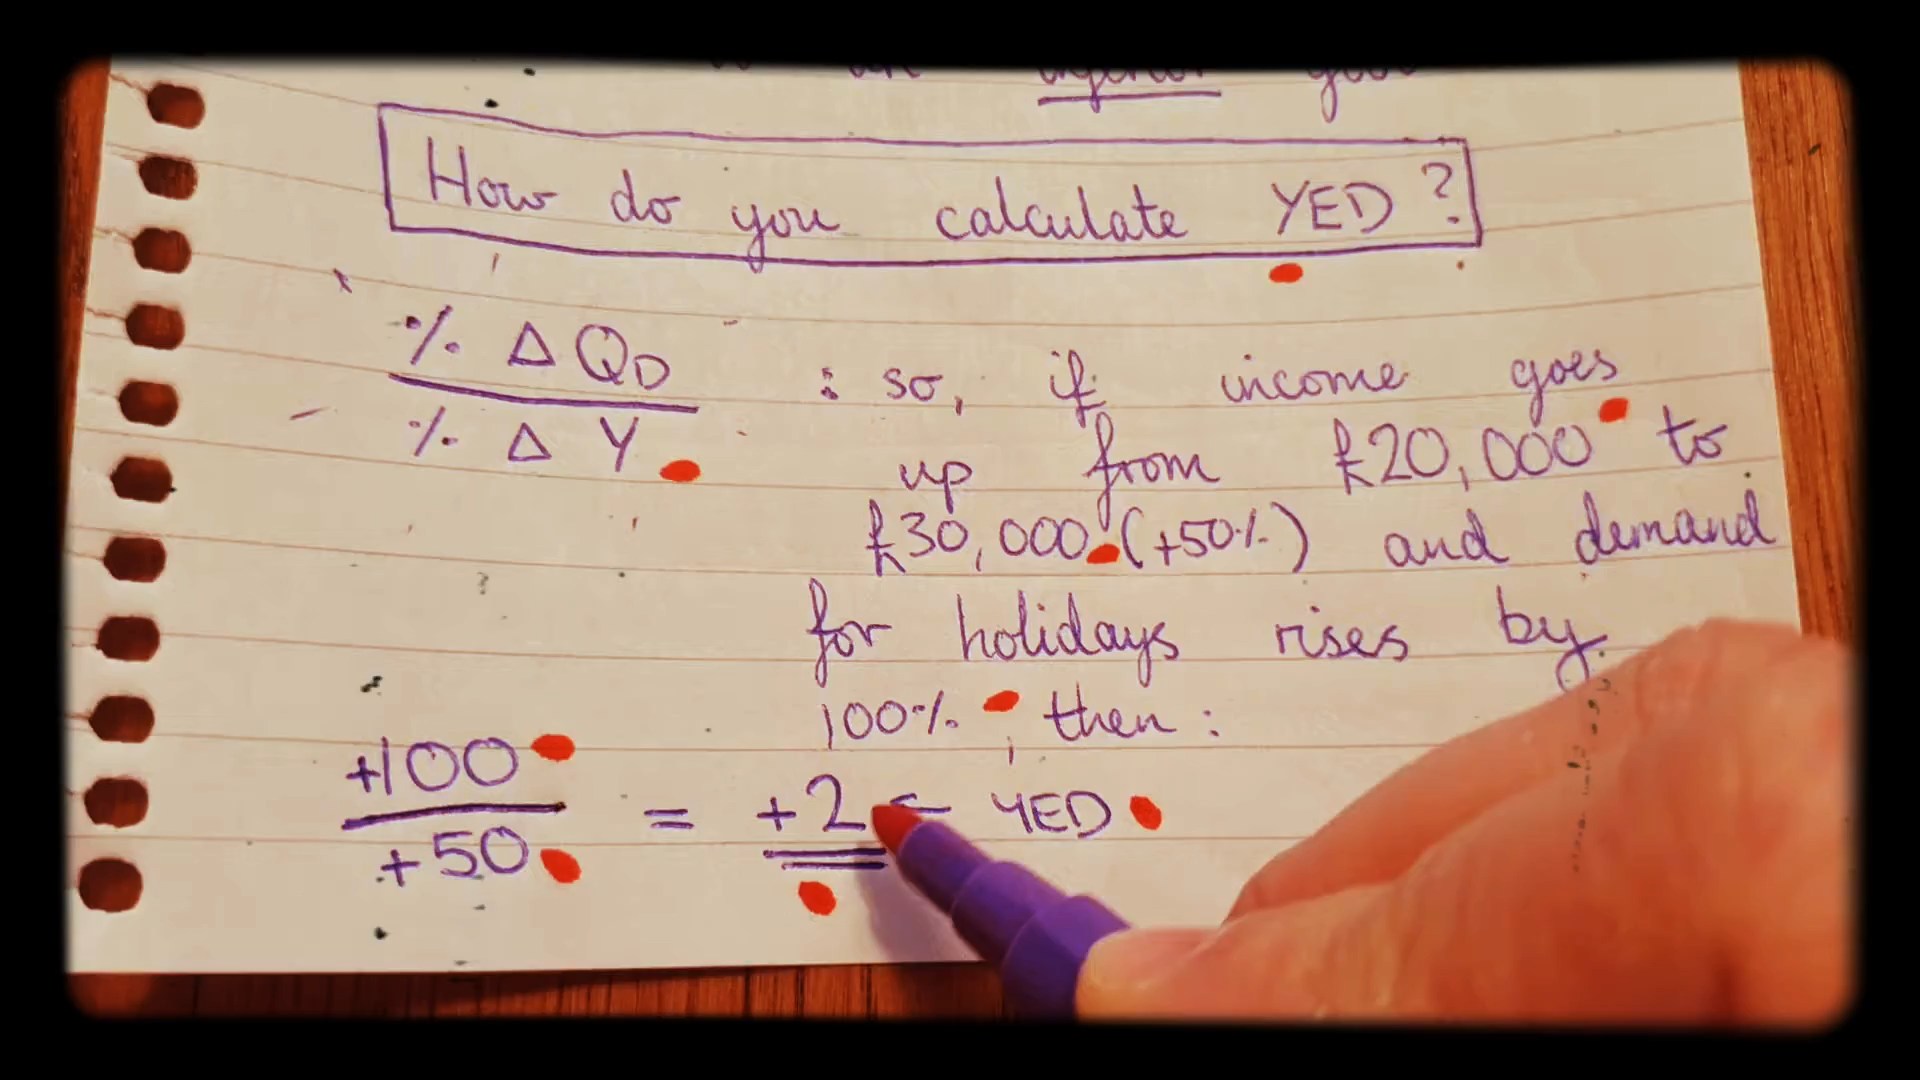 How do you calculate YED?
% Δ QD : so, if income goes
% Δ Y up from £20,000 to
£30,000 (+50%) and demand
for holidays rises by
100%, then :
+100
+50 = +2 ← YED